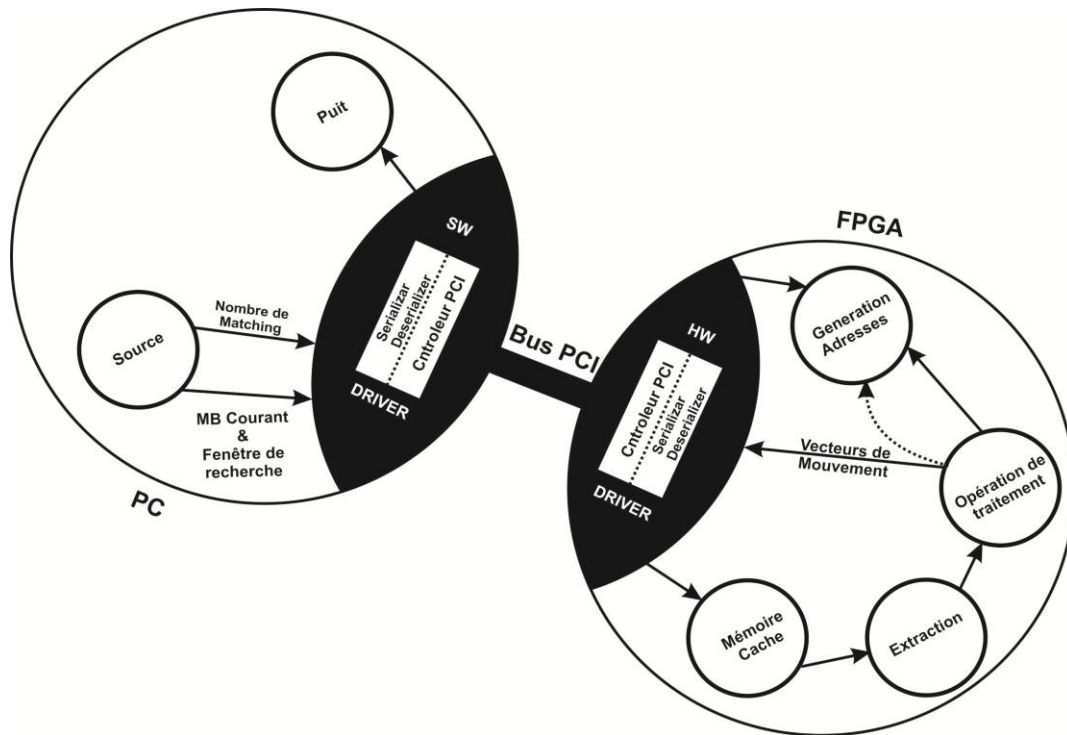 Puit
SW
Serializar
Deserializer
Cntroleur PCI
DRIVER
Source
Nombre de
Matching
MB Courant
&
Fenêtre de
recherche
PC
Bus PCI
FPGA
HW
Cntroleur PCI
Serializar
Deserializer
DRIVER
Generation
Adresses
Vecteurs de
Mouvement
Opération de
traitement
Mémoire
Cache
Extraction